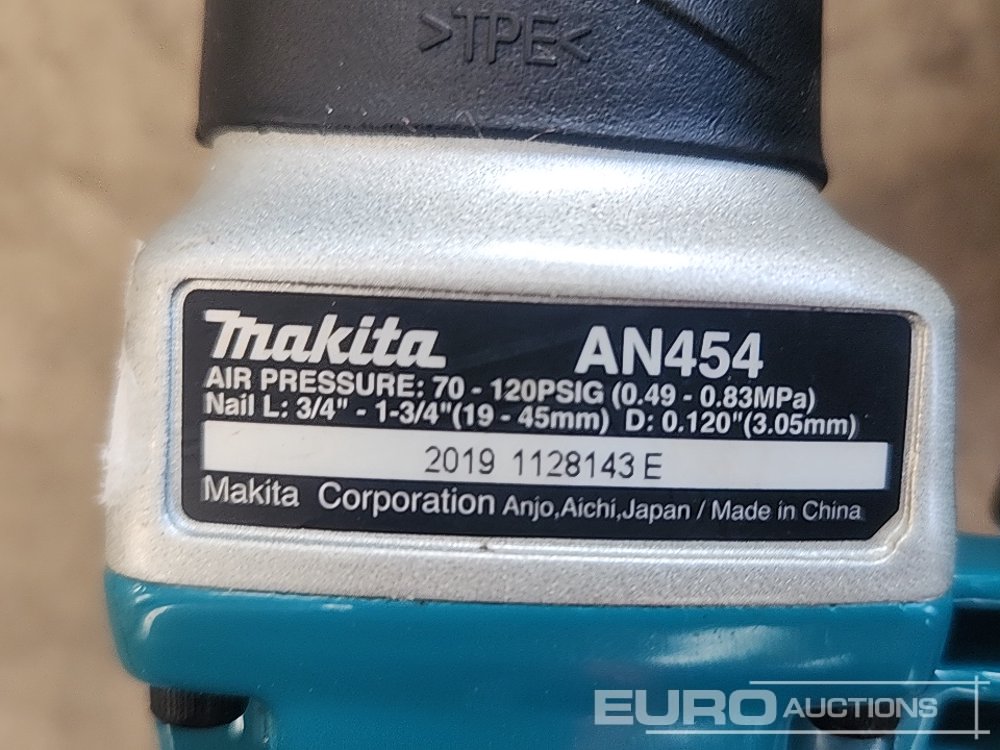 >TPE<
makita AN454
AIR PRESSURE: 70 - 120PSIG (0.49 - 0.83MPa)
Nail L: 3/4" - 1-3/4"(19 - 45mm) D: 0.120"(3.05mm)
2019 1128143 E
Makita Corporation Anjo,Aichi,Japan / Made in China
EURO AUCTIONS